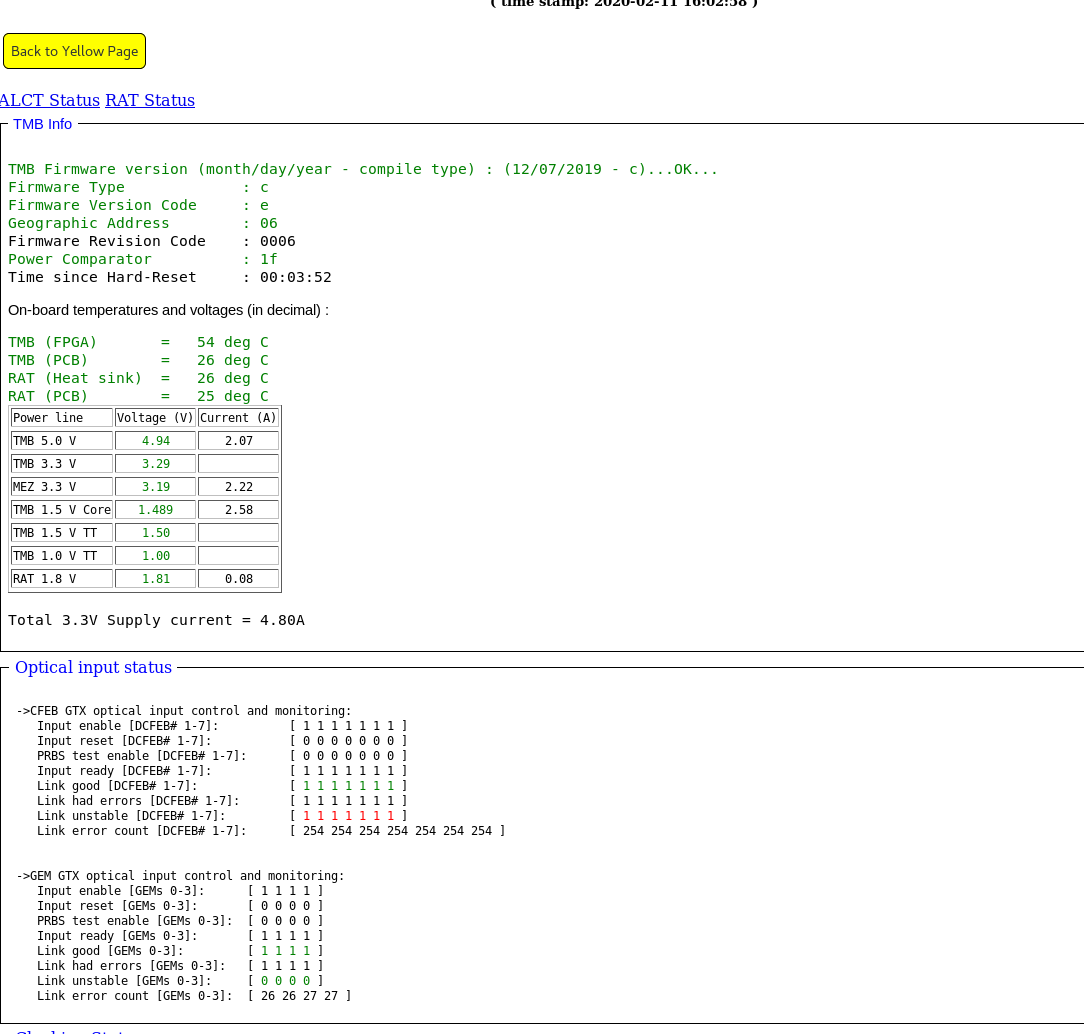 ( time stamp: 2020-02-11 16:02:58 )
Back to Yellow Page
ALCT Status RAT Status
TMB Info
TMB Firmware version (month/day/year - compile type) : (12/07/2019 - c)...OK...
Firmware Type : c
Firmware Version Code : e
Geographic Address : 06
Firmware Revision Code : 0006
Power Comparator : 1f
Time since Hard-Reset : 00:03:52
On-board temperatures and voltages (in decimal) :
TMB (FPGA) = 54 deg C
TMB (PCB) = 26 deg C
RAT (Heat sink) = 26 deg C
RAT (PCB) = 25 deg C
Power line Voltage (V) Current (A)
TMB 5.0 V 4.94 2.07
TMB 3.3 V 3.29
MEZ 3.3 V 3.19 2.22
TMB 1.5 V Core 1.489 2.58
TMB 1.5 V TT 1.50
TMB 1.0 V TT 1.00
RAT 1.8 V 1.81 0.08
Total 3.3V Supply current = 4.80A
Optical input status
->CFEB GTX optical input control and monitoring:
Input enable [DCFEB# 1-7]: [ 1 1 1 1 1 1 1 ]
Input reset [DCFEB# 1-7]: [ 0 0 0 0 0 0 0 ]
PRBS test enable [DCFEB# 1-7]: [ 0 0 0 0 0 0 0 ]
Input ready [DCFEB# 1-7]: [ 1 1 1 1 1 1 1 ]
Link good [DCFEB# 1-7]: [ 1 1 1 1 1 1 1 ]
Link had errors [DCFEB# 1-7]: [ 1 1 1 1 1 1 1 ]
Link unstable [DCFEB# 1-7]: [ 1 1 1 1 1 1 1 ]
Link error count [DCFEB# 1-7]: [ 254 254 254 254 254 254 254 ]
->GEM GTX optical input control and monitoring:
Input enable [GEMs 0-3]: [ 1 1 1 1 ]
Input reset [GEMs 0-3]: [ 0 0 0 0 ]
PRBS test enable [GEMs 0-3]: [ 0 0 0 0 ]
Input ready [GEMs 0-3]: [ 1 1 1 1 ]
Link good [GEMs 0-3]: [ 1 1 1 1 ]
Link had errors [GEMs 0-3]: [ 1 1 1 1 ]
Link unstable [GEMs 0-3]: [ 0 0 0 0 ]
Link error count [GEMs 0-3]: [ 26 26 27 27 ]